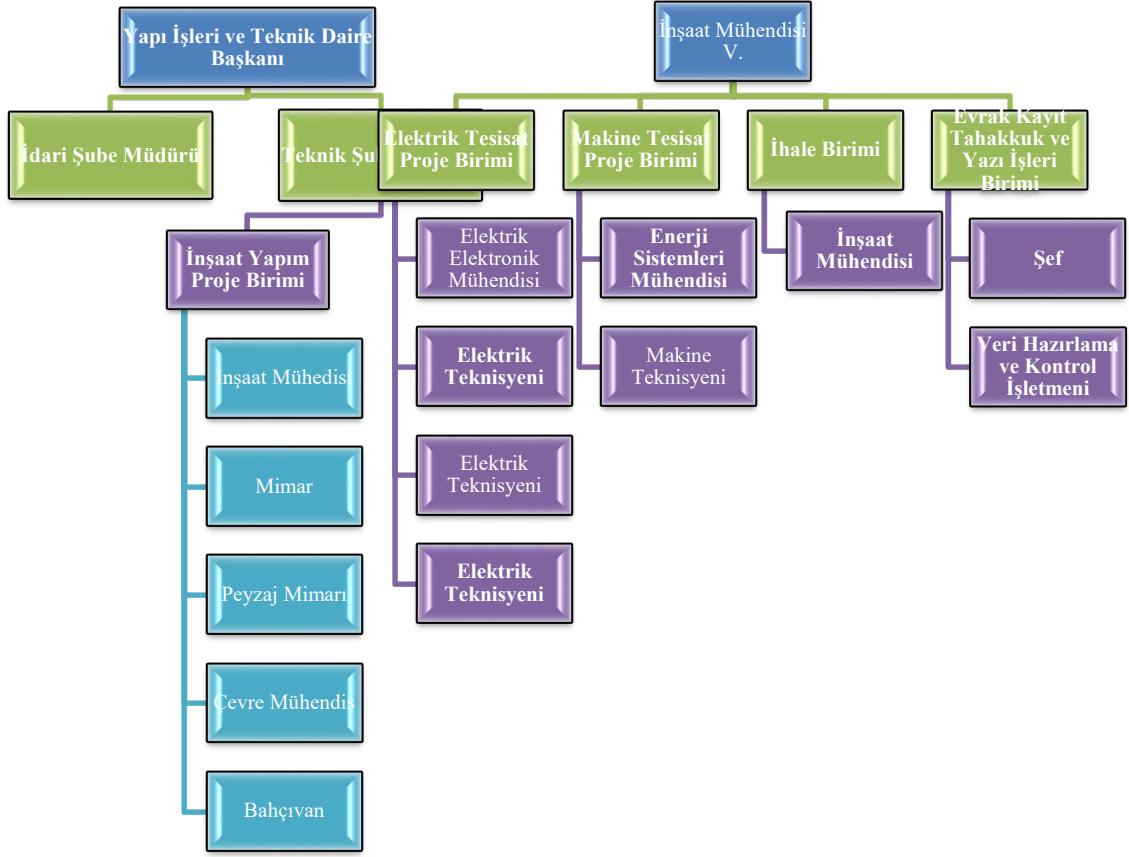 Yapı İşleri ve Teknik Daire
Başkanı
İnşaat Mühendisi
V.
İdari Şube Müdürü
Teknik Şu
Elektrik Tesisat
Proje Birimi
Makine Tesisat
Proje Birimi
İhale Birimi
Evrak Kayıt
Tahakkuk ve
Yazı İşleri
Birimi
İnşaat Yapım
Proje Birimi
İnşaat Mühedisi
Mimar
Peyzaj Mimarı
Çevre Mühendis
Bahçıvan
Elektrik
Elektronik
Mühendisi
Elektrik
Teknisyeni
Elektrik
Teknisyeni
Elektrik
Teknisyeni
Enerji
Sistemleri
Mühendisi
Makine
Teknisyeni
İnşaat
Mühendisi
Şef
Veri Hazırlama
ve Kontrol
İşletmeni